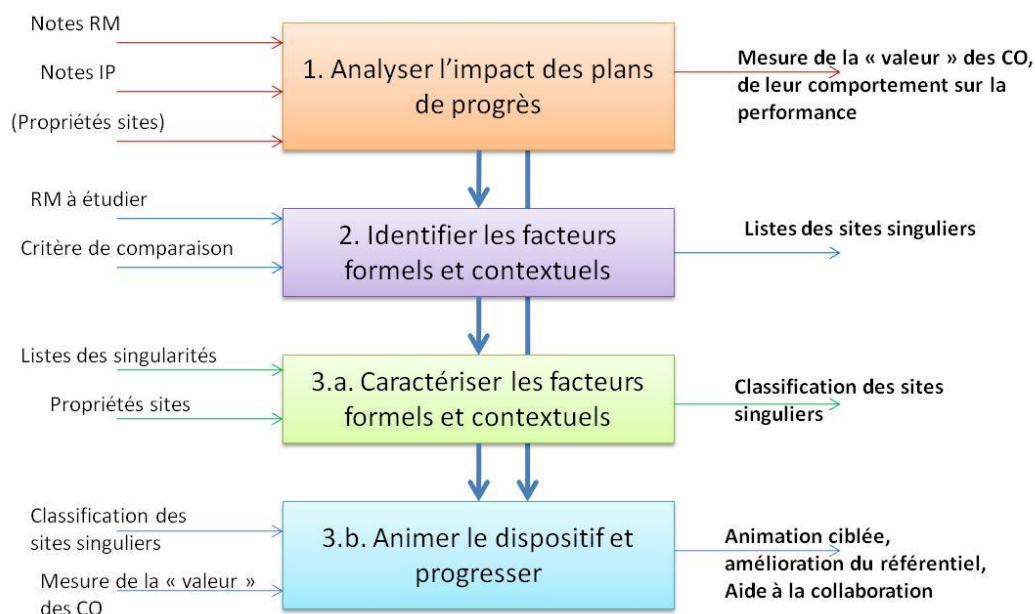 Notes RM
Notes IP
(Propriétés sites)
1. Analyser l'impact des plans
de progrès
Mesure de la « valeur » des CO,
de leur comportement sur la
performance
RM à étudier
Critère de comparaison
2. Identifier les facteurs
formels et contextuels
Listes des sites singuliers
Listes des singularités
Propriétés sites
3.a. Caractériser les facteurs
formels et contextuels
Classification des sites
singuliers
Classification des
sites singuliers
Mesure de la « valeur »
des CO
3.b. Animer le dispositif et
progresser
Animation ciblée,
amélioration du référentiel,
Aide à la collaboration